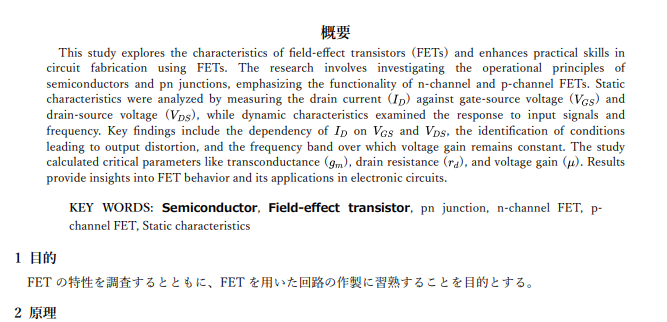 概要
This study explores the characteristics of field-effect transistors (FETs) and enhances practical skills in
circuit fabrication using FETs. The research involves investigating the operational principles of
semiconductors and pn junctions, emphasizing the functionality of n-channel and p-channel FETs. Static
characteristics were analyzed by measuring the drain current (I_D) against gate-source voltage (V_GS) and
drain-source voltage (V_DS), while dynamic characteristics examined the response to input signals and
frequency. Key findings include the dependency of I_D on V_GS and V_DS, the identification of conditions
leading to output distortion, and the frequency band over which voltage gain remains constant. The study
calculated critical parameters like transconductance (g_m), drain resistance (r_d), and voltage gain (μ). Results
provide insights into FET behavior and its applications in electronic circuits.
KEY WORDS: Semiconductor, Field-effect transistor, pn junction, n-channel FET, p-
channel FET, Static characteristics
1 目的
FET の特性を調査するとともに、FET を用いた回路の作製に習熟することを目的とする。
2 原理